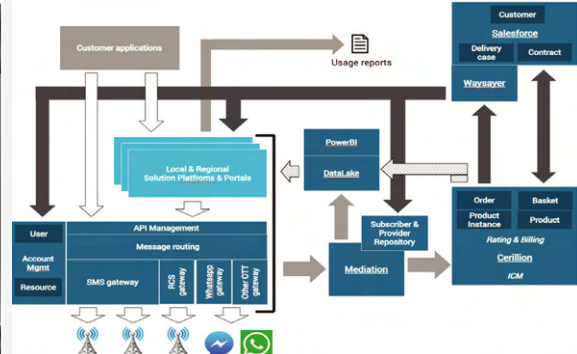 Customer applications
Usage reports
Customer
Salesforce
Delivery
case
Contract
Waysayer
Local & Regional
Solution Platfroms & Portals
PowerBI
DataLake
User
Account
Mgmt
Resource
API Management
Message routing
SMS gateway
RCS
gateway
Whatsapp
gateway
Other OTT
gateway
Subscriber &
Provider
Repository
Mediation
Order
Basket
Product
Instance
Product
Rating & Billing
Cerillion
ICM